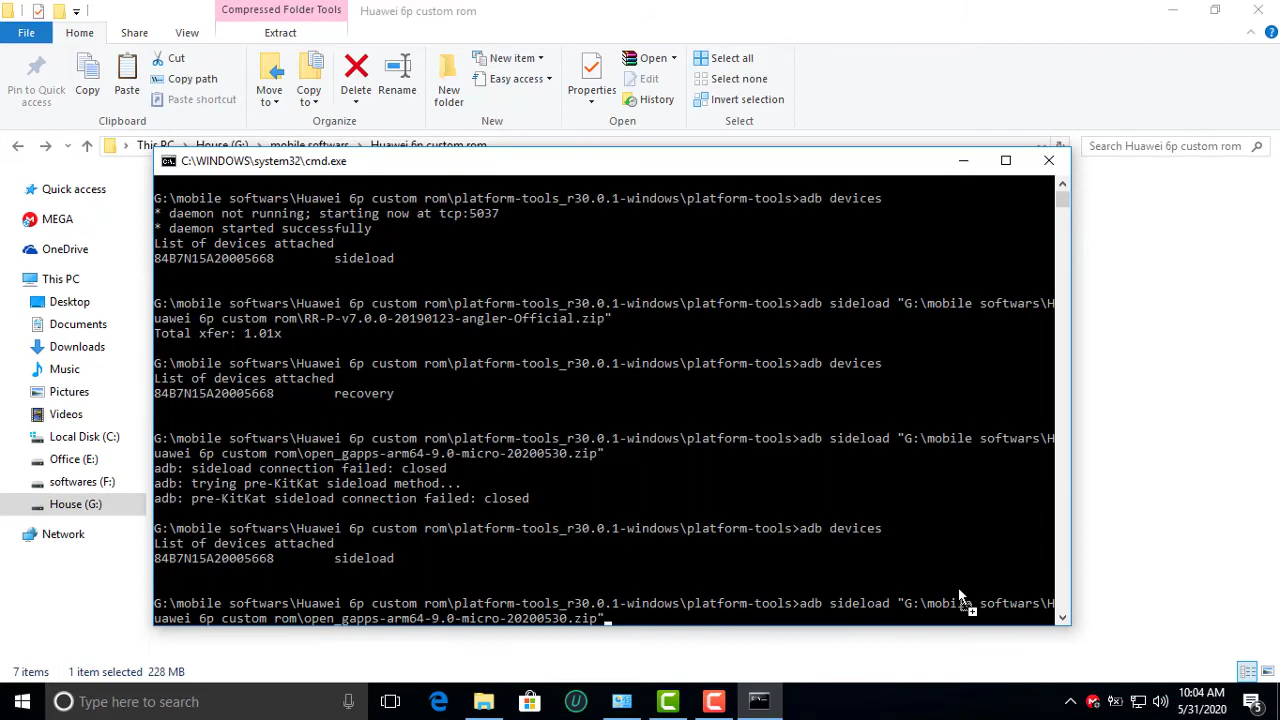 Compressed Folder Tools
Huawei 6p custom rom
File
Home
Share
View
Extract
Pin to Quick access
Copy
Paste
Cut
Copy path
Paste shortcut
Clipboard
Move to
Copy to
Delete
Rename
Organize
New folder
New item
Easy access
New
Properties
Open
Edit
History
Open
Select all
Select none
Invert selection
Select
This PC
House (G:)
mobile softwars
Huawei 6p custom rom
Search Huawei 6p custom rom
Quick access
MEGA
OneDrive
This PC
Desktop
Documents
Downloads
Music
Pictures
Videos
Local Disk (C:)
Office (E:)
softwares (F:)
House (G:)
Network
C:\WINDOWS\system32\cmd.exe
G:\mobile softwars\Huawei 6p custom rom\platform-tools_r30.0.1-windows\platform-tools>adb devices
* daemon not running; starting now at tcp:5037
* daemon started successfully
List of devices attached
84B7N15A20005668 sideload
G:\mobile softwars\Huawei 6p custom rom\platform-tools_r30.0.1-windows\platform-tools>adb sideload "G:\mobile softwars\H
uawei 6p custom rom\RR-P-v7.0.0-20190123-angler-Official.zip"
Total xfer: 1.01x
G:\mobile softwars\Huawei 6p custom rom\platform-tools_r30.0.1-windows\platform-tools>adb devices
List of devices attached
84B7N15A20005668 recovery
G:\mobile softwars\Huawei 6p custom rom\platform-tools_r30.0.1-windows\platform-tools>adb sideload "G:\mobile softwars\H
uawei 6p custom rom\open_gapps-arm64-9.0-micro-20200530.zip"
adb: sideload connection failed: closed
adb: trying pre-KitKat sideload method...
adb: pre-KitKat sideload connection failed: closed
G:\mobile softwars\Huawei 6p custom rom\platform-tools_r30.0.1-windows\platform-tools>adb devices
List of devices attached
84B7N15A20005668 sideload
G:\mobile softwars\Huawei 6p custom rom\platform-tools_r30.0.1-windows\platform-tools>adb sideload "G:\mobile softwars\H
uawei 6p custom rom\open_gapps-arm64-9.0-micro-20200530.zip"
7 items
1 item selected 228 MB
Type here to search
10:04 AM
5/31/2020
5